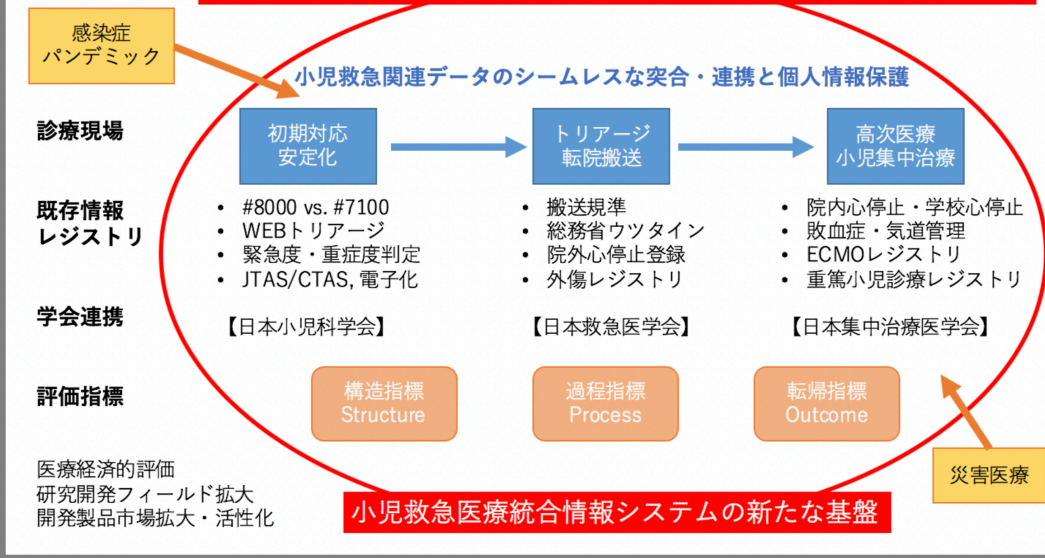 感染症
パンデミック
小児救急関連データのシームレスな突合・連携と個人情報保護
診療現場
初期対応
安定化
トリアージ
転院搬送
高次医療
小児集中治療
既存情報
レジストリ
• #8000 vs. #7100
• WEBトリアージ
• 緊急度・重症度判定
• JTAS/CTAS, 電子化
• 搬送規準
• 総務省ウツタイン
• 院外心停止登録
• 外傷レジストリ
• 院内心停止・学校心停止
• 敗血症・気道管理
• ECMOレジストリ
• 重篤小児診療レジストリ
学会連携
【日本小児科学会】
【日本救急医学会】
【日本集中治療医学会】
評価指標
構造指標
Structure
過程指標
Process
転帰指標
Outcome
災害医療
医療経済的評価
研究開発フィールド拡大
開発製品市場拡大・活性化
小児救急医療統合情報システムの新たな基盤